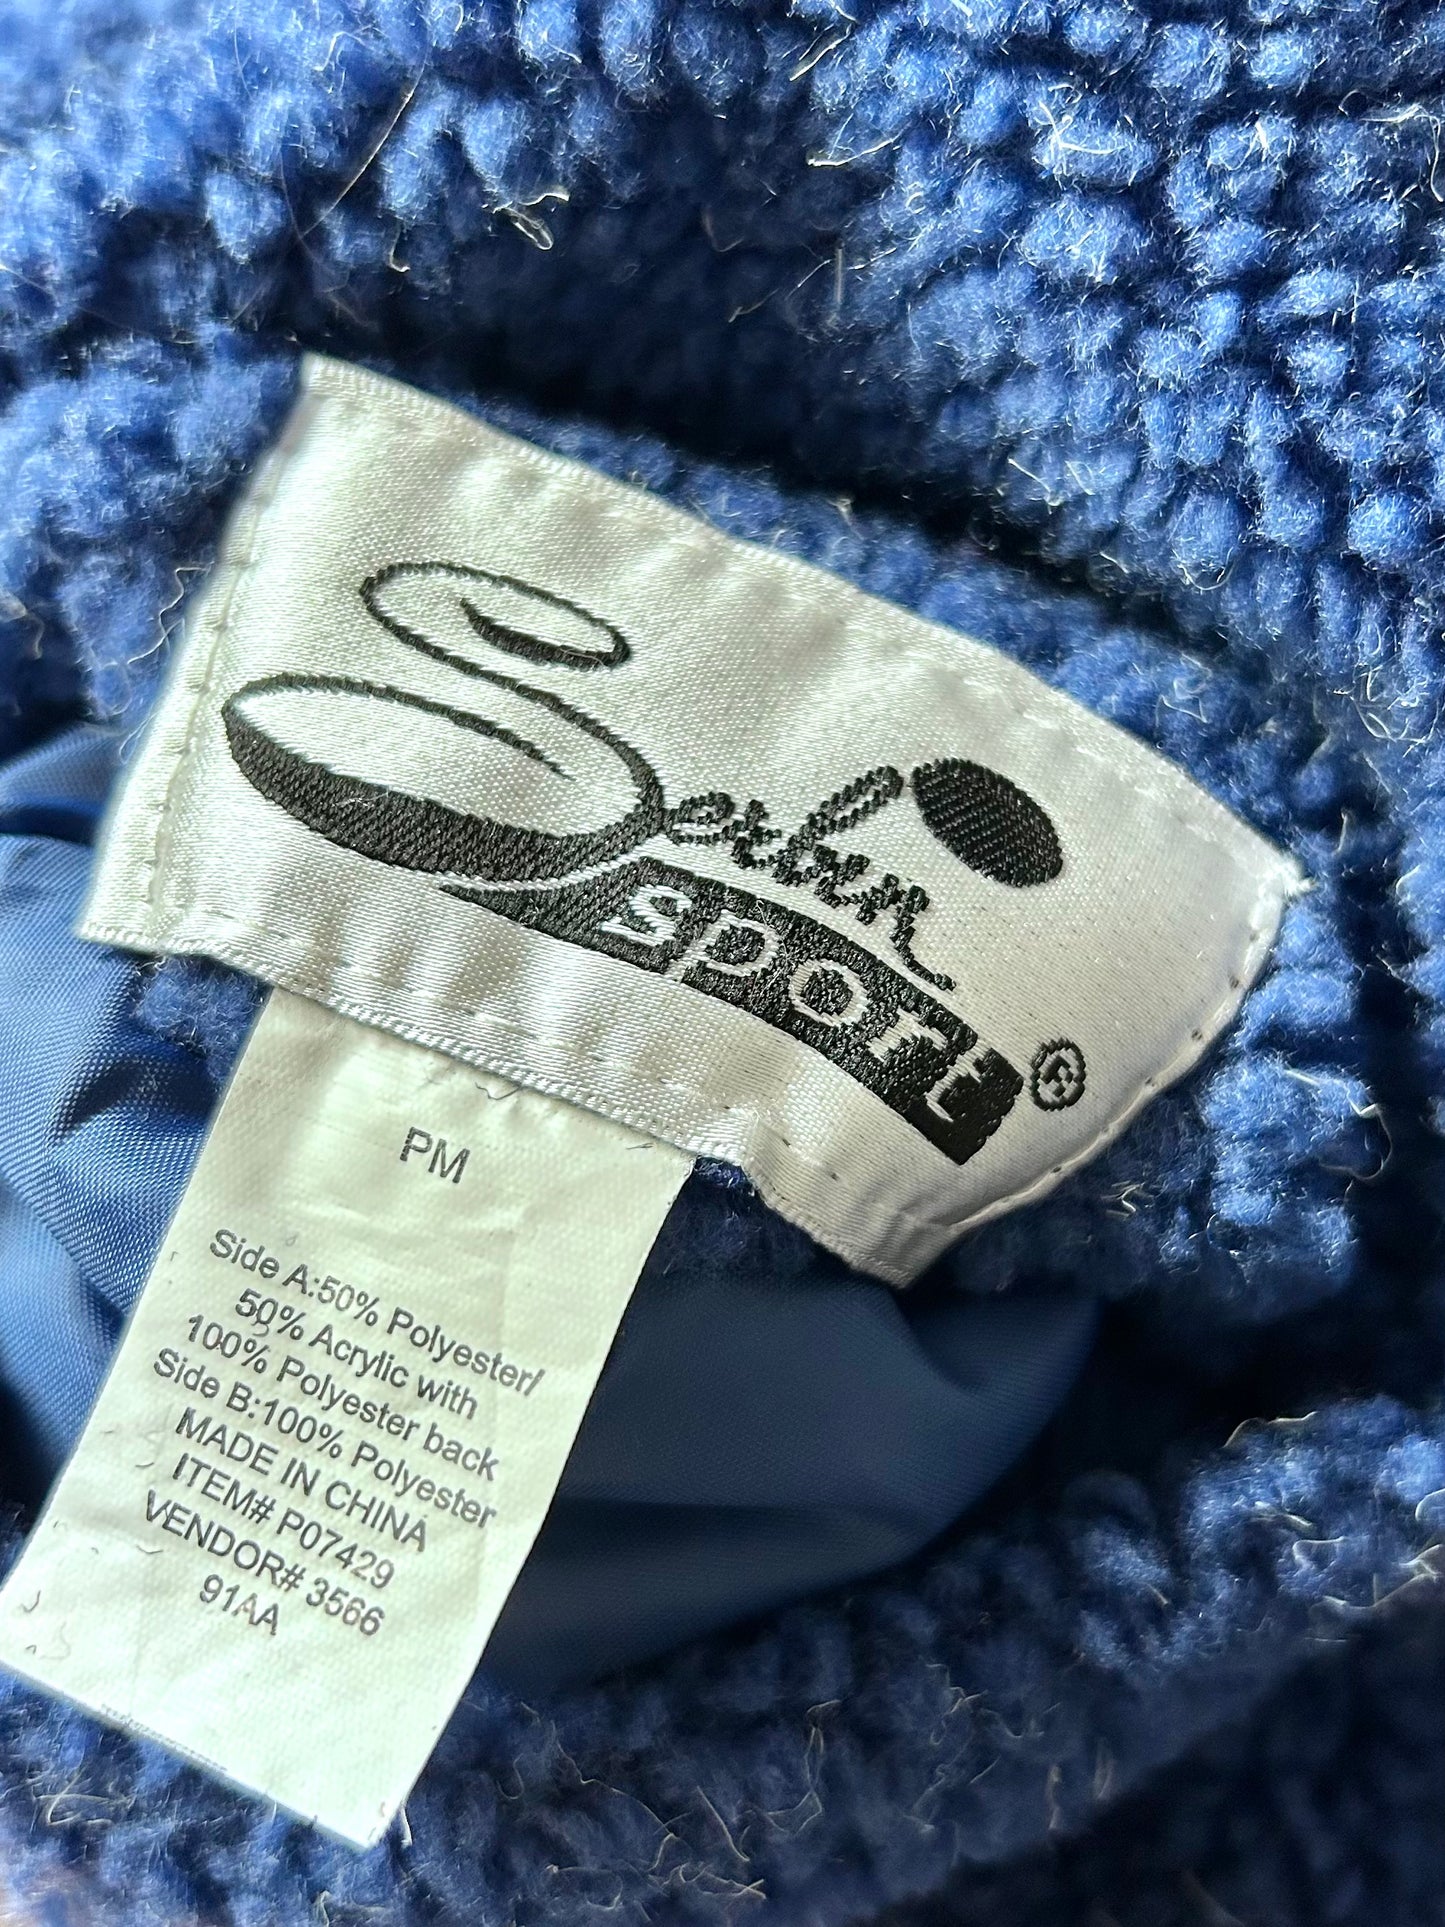 Setan
SPORT®
PM
Side A:50% Polyester/
50% Acrylic with
100% Polyester back
Side B:100% Polyester
MADE IN CHINA
ITEM# P07429
VENDOR# 3566
91AA